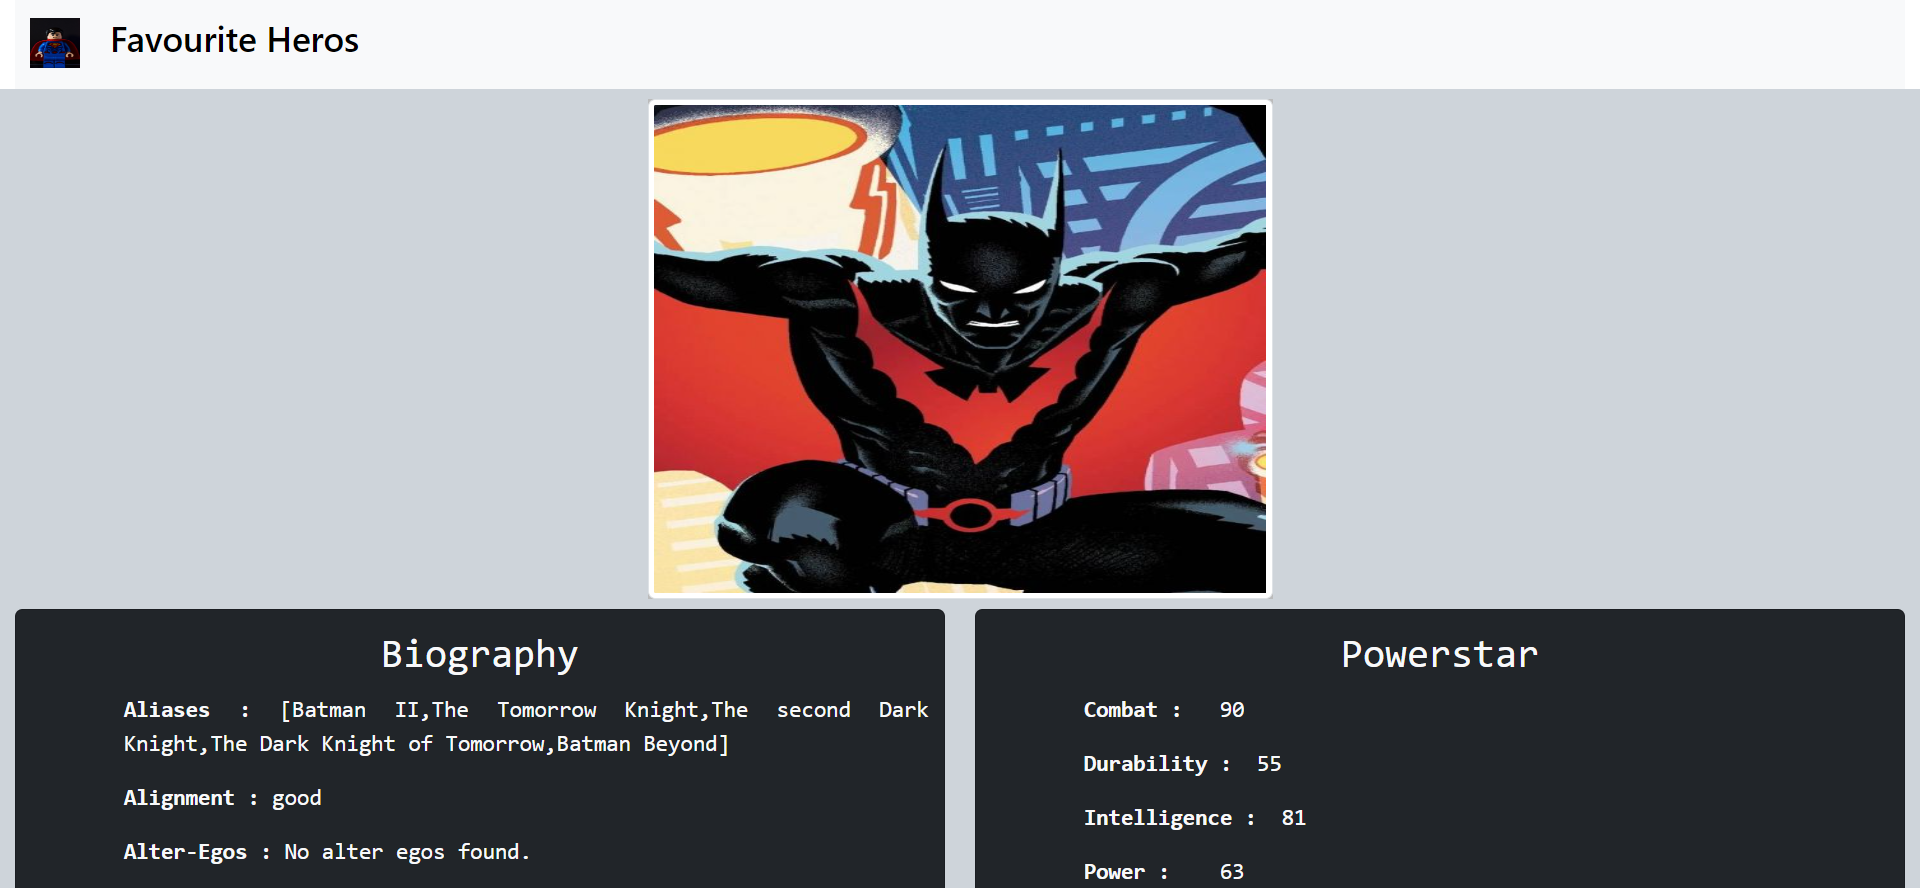 Favourite Heros
Biography
Aliases : [Batman II,The Tomorrow Knight,The second Dark
Knight,The Dark Knight of Tomorrow,Batman Beyond]
Alignment : good
Alter-Egos : No alter egos found.
Powerstar
Combat : 90
Durability : 55
Intelligence : 81
Power : 63